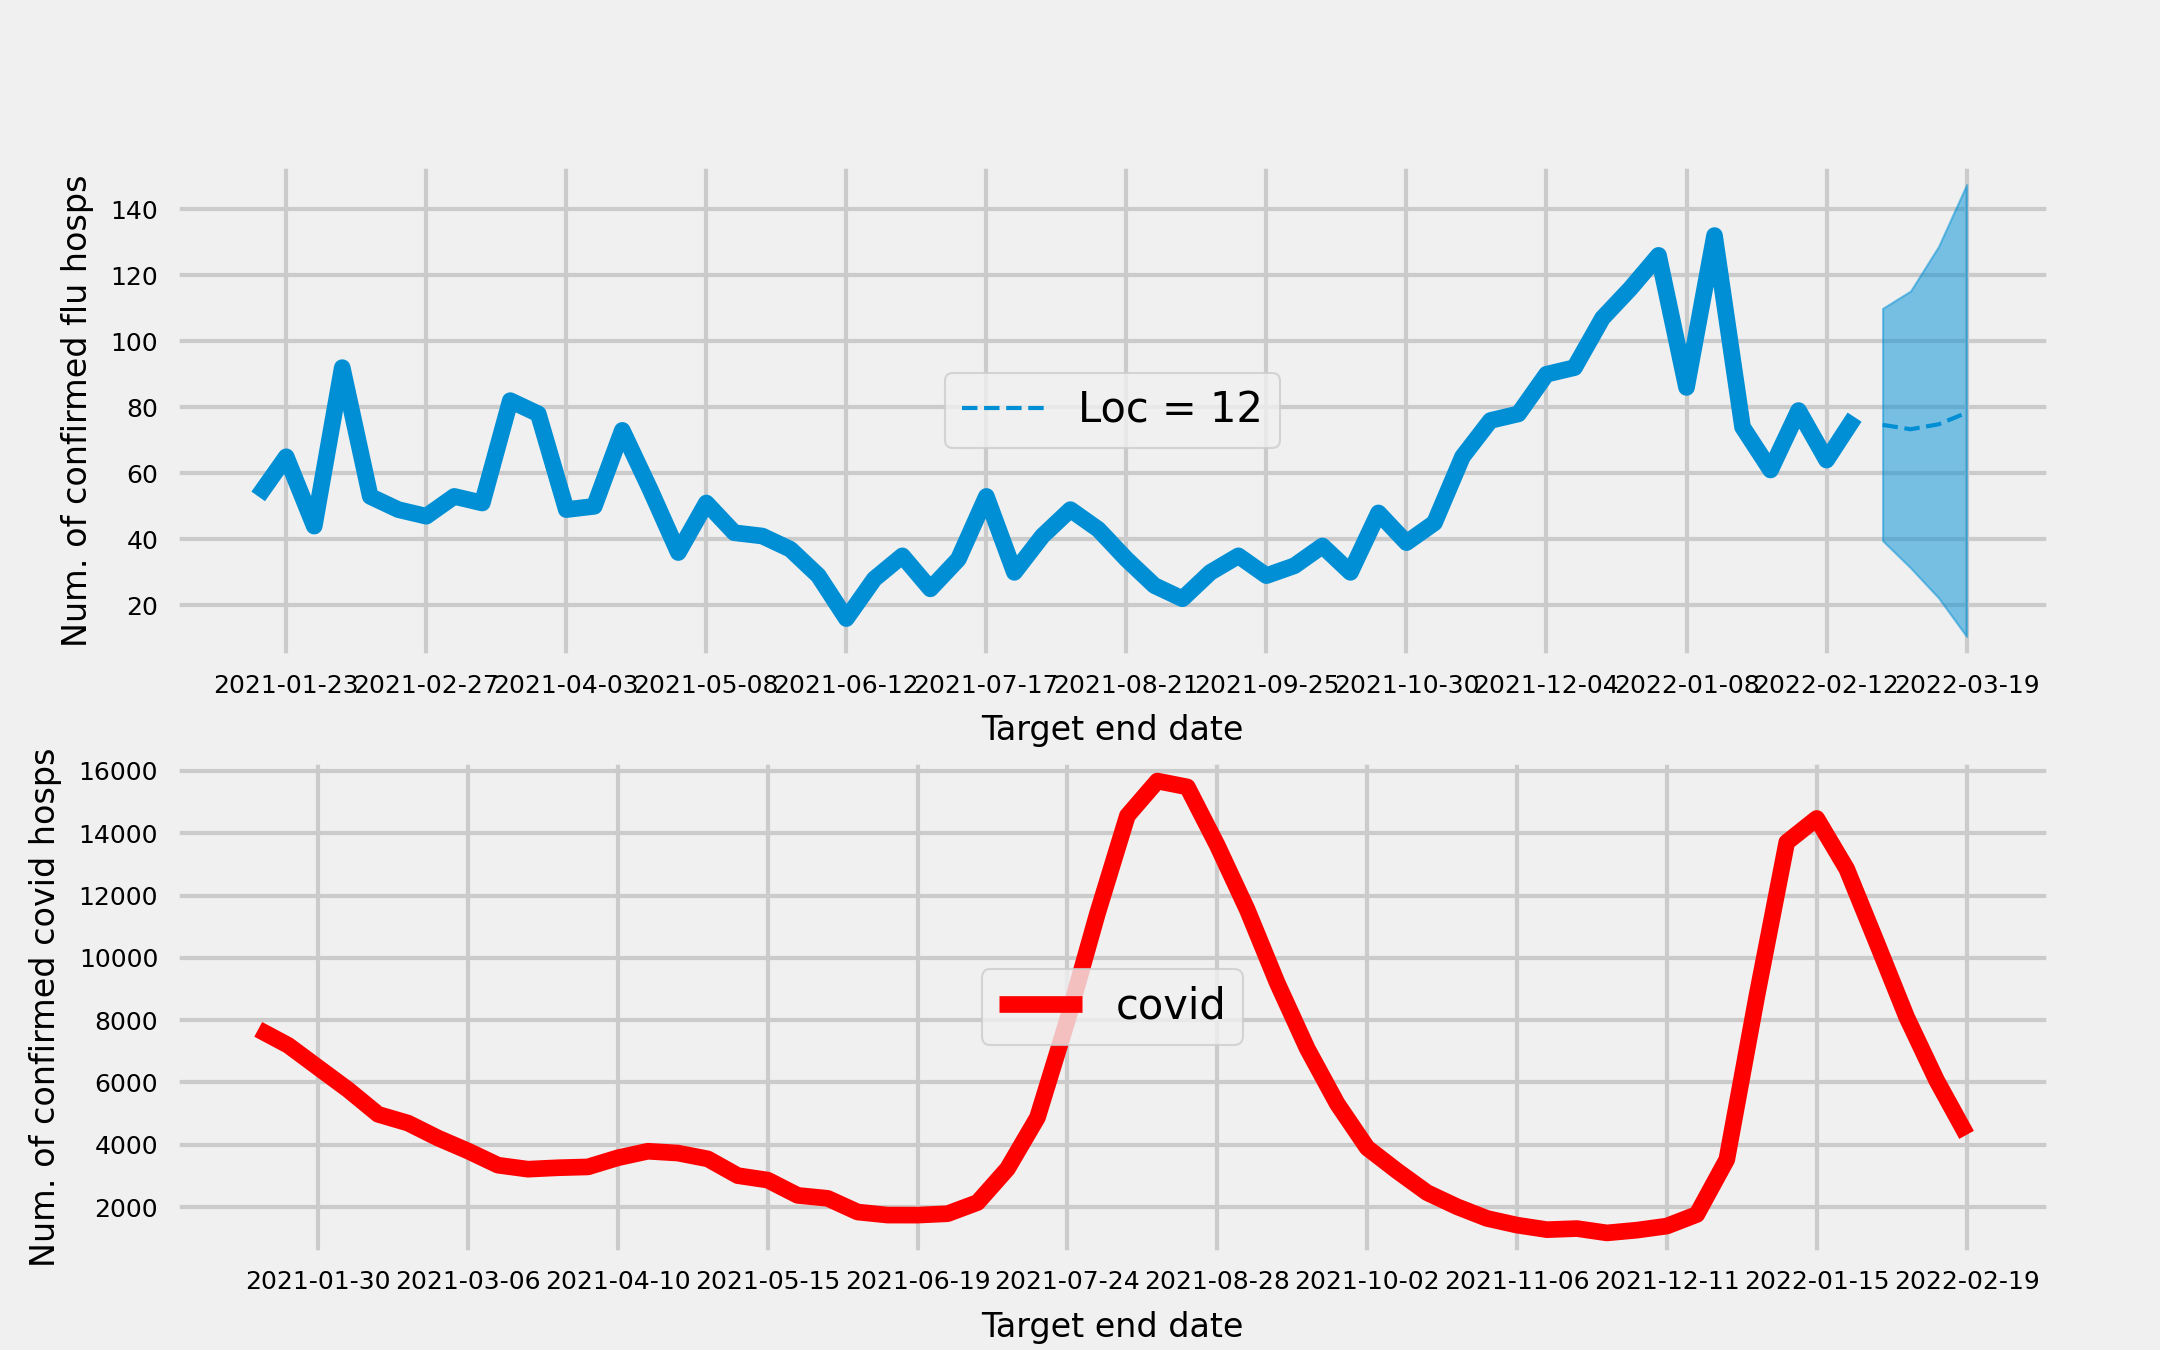 Num. of confirmed flu hosps
140
120
100
80
60
40
20
Loc = 12
2021-01-23 2021-02-27 2021-04-03 2021-05-08 2021-06-12 2021-07-17 2021-08-21 2021-09-25 2021-10-30 2021-12-04 2022-01-08 2022-02-12 2022-03-19
Target end date
Num. of confirmed covid hosps
16000
14000
12000
10000
8000
6000
4000
2000
covid
2021-01-30 2021-03-06 2021-04-10 2021-05-15 2021-06-19 2021-07-24 2021-08-28 2021-10-02 2021-11-06 2021-12-11 2022-01-15 2022-02-19
Target end date